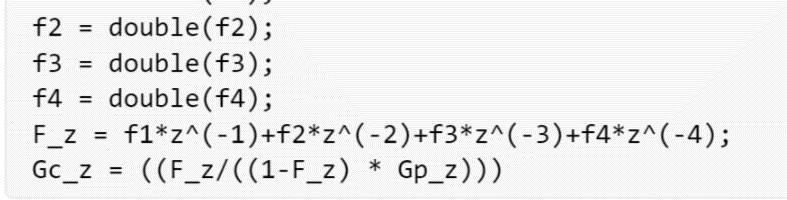 f2 = double(f2);
f3 = double(f3);
f4 = double(f4);
F_z = f1*z^(-1)+f2*z^(-2)+f3*z^(-3)+f4*z^(-4);
Gc_z = ((F_z/((1-F_z) * Gp_z)))